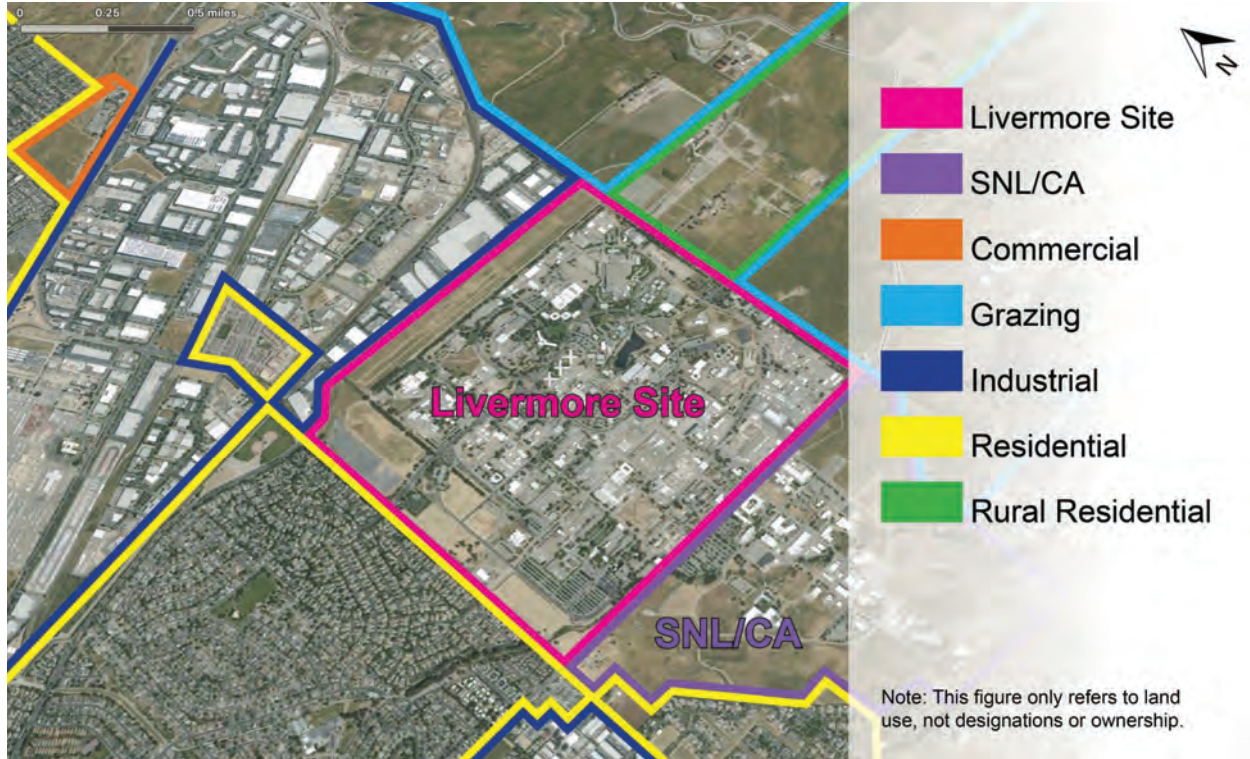 0 0.25 0.5 miles
N
Livermore Site
SNL/CA
Commercial
Grazing
Industrial
Residential
Rural Residential
Livermore Site
SNL/CA
Note: This figure only refers to land
use, not designations or ownership.